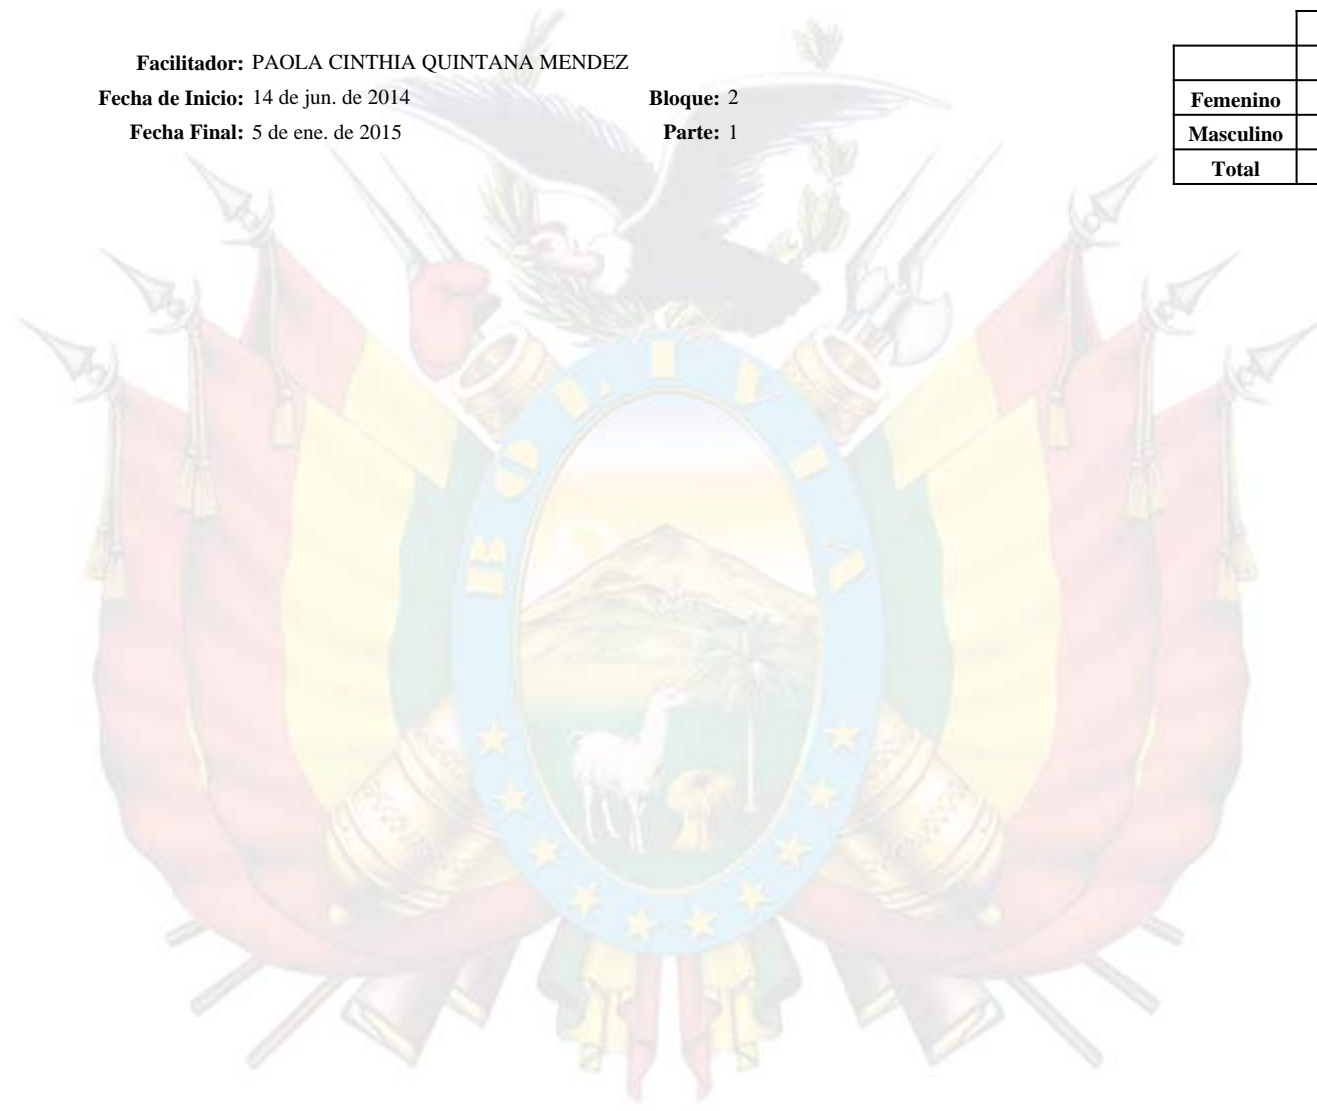 Facilitador: PAOLA CINTHIA QUINTANA MENDEZ
Fecha de Inicio: 14 de jun. de 2014 Bloque: 2
Fecha Final: 5 de ene. de 2015 Parte: 1
Femenino
Masculino
Total
BOLIVIA